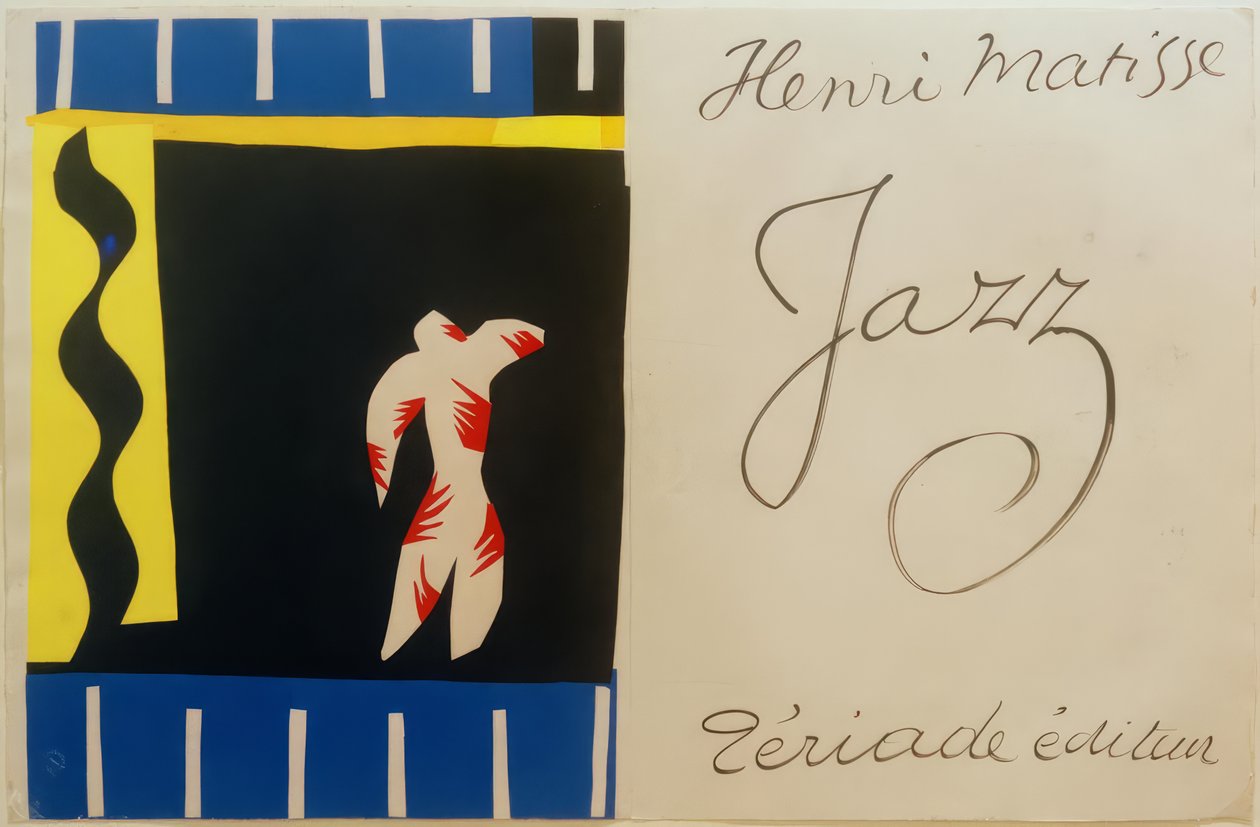 Henri Matisse
Jazz
Tériade éditeur